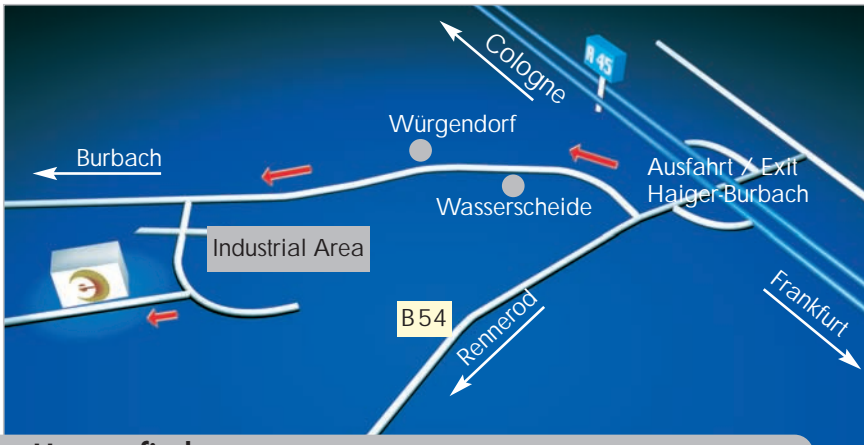 Cologne
A 45
Würgendorf
Burbach
Ausfahrt / Exit
Haiger-Burbach
Wasserscheide
Industrial Area
Frankfurt
B54
Rennerod